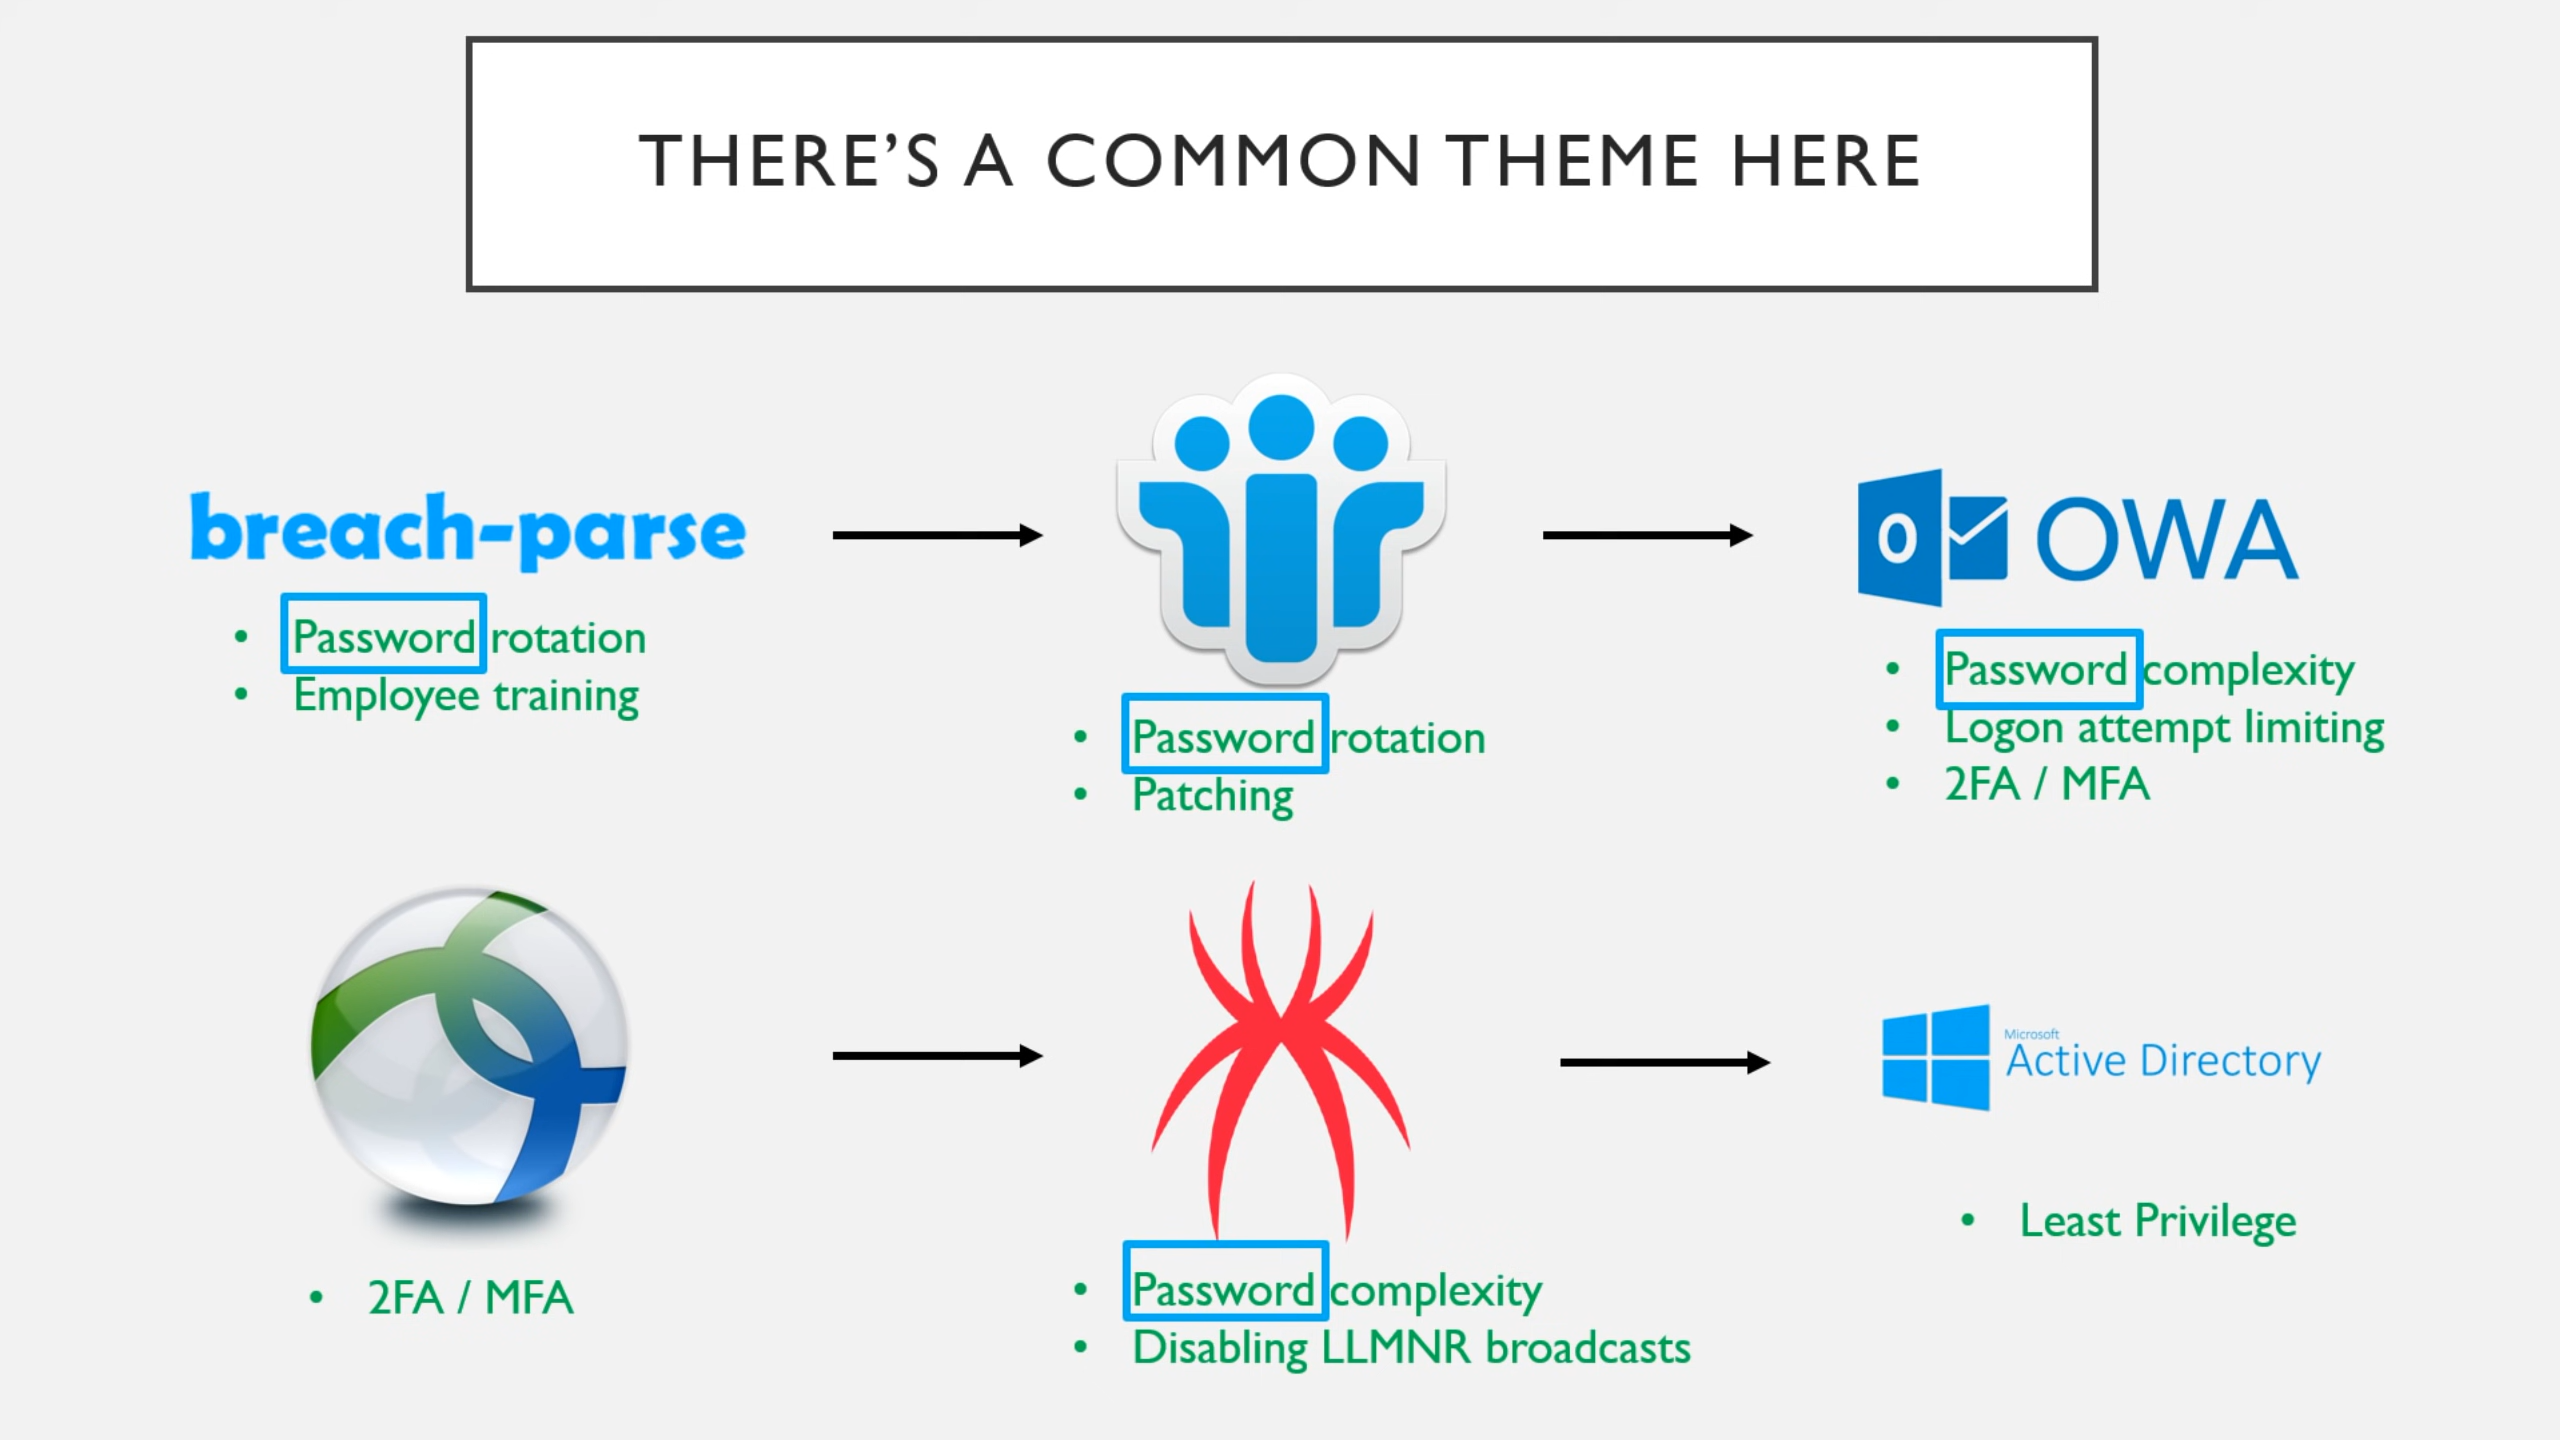 THERE’S A COMMON THEME HERE
breach-parse
• Password rotation
• Employee training
• Password rotation
• Patching
OWA
• Password complexity
• Logon attempt limiting
• 2FA / MFA
• 2FA / MFA
• Password complexity
• Disabling LLMNR broadcasts
Microsoft
Active Directory
• Least Privilege